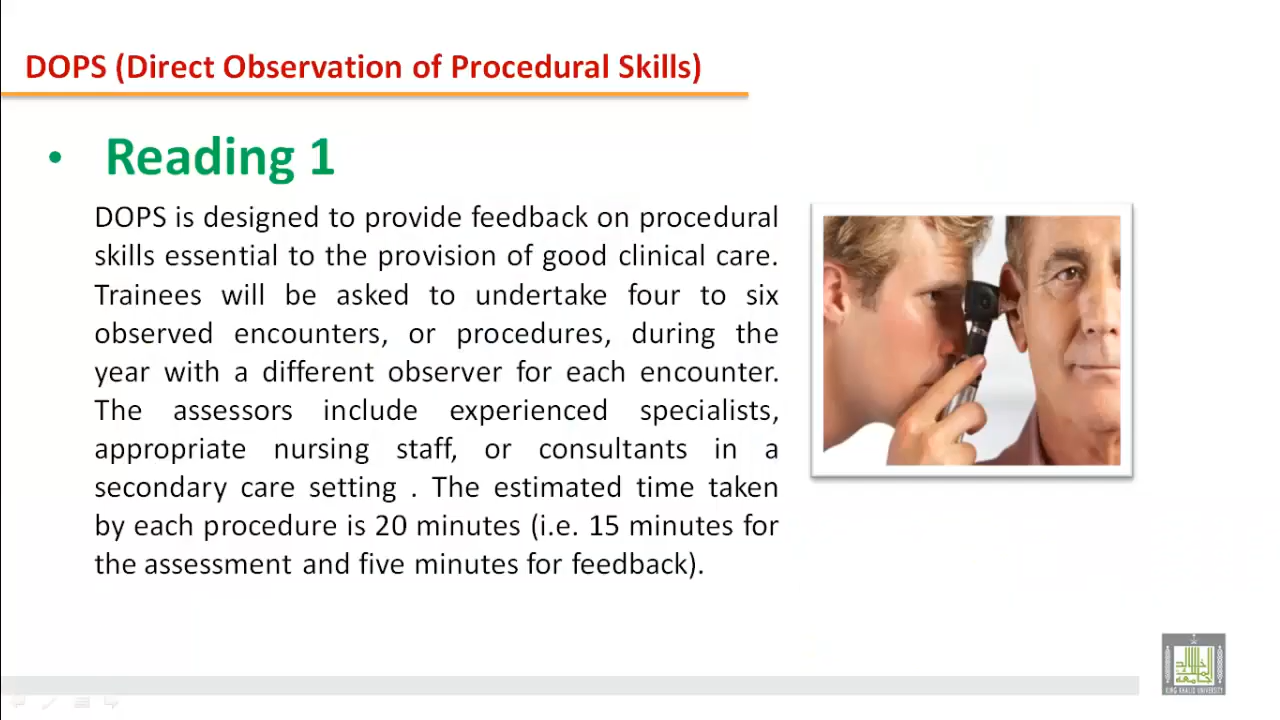 DOPS (Direct Observation of Procedural Skills)
• Reading 1
DOPS is designed to provide feedback on procedural
skills essential to the provision of good clinical care.
Trainees will be asked to undertake four to six
observed encounters, or procedures, during the
year with a different observer for each encounter.
The assessors include experienced specialists,
appropriate nursing staff, or consultants in a
secondary care setting . The estimated time taken
by each procedure is 20 minutes (i.e. 15 minutes for
the assessment and five minutes for feedback).
KING KHALID UNIVERSITY